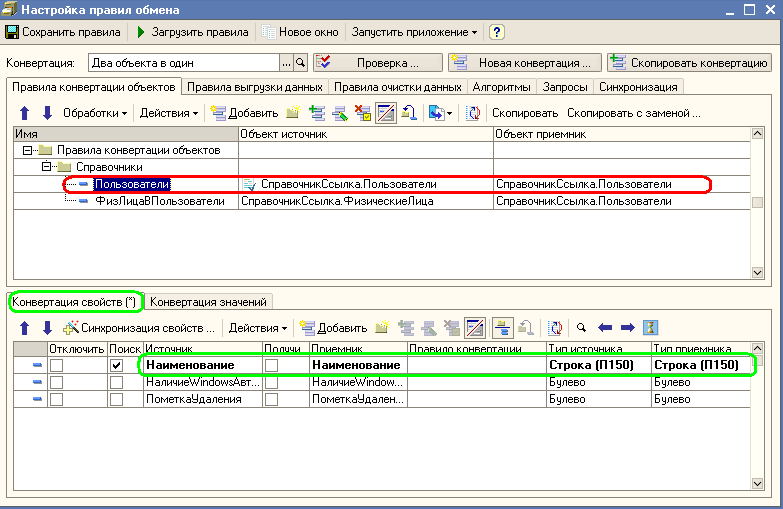 Настройка правил обмена
Сохранить правила Загрузить правила Новое окно Запустить приложение ?
Конвертация: Два объекта в один ... Проверка ... Новая конвертация ... Скопировать конвертацию
Правила конвертации объектов Правила выгрузки данных Правила очистки данных Алгоритмы Запросы Синхронизация
Обработки Действия Добавить Скопировать Скопировать с заменой ...
Имя Объект источник Объект приемник
Правила конвертации объектов
Справочники
Пользователи СправочникСсылка.Пользователи СправочникСсылка.Пользователи
ФизЛицаВПользователи СправочникСсылка.ФизическиеЛица СправочникСсылка.Пользователи
Конвертация свойств (*) Конвертация значений
Синхронизация свойств ... Действия Добавить
Отключить Поиск Источник Получи Приемник Правило конвертации Тип источника Тип приемника
Наименование Наименование Строка (П150) Строка (П150)
НаличиеWindowsАвт... НаличиеWindow... Булево Булево
ПометкаУдаления ПометкаУдален... Булево Булево